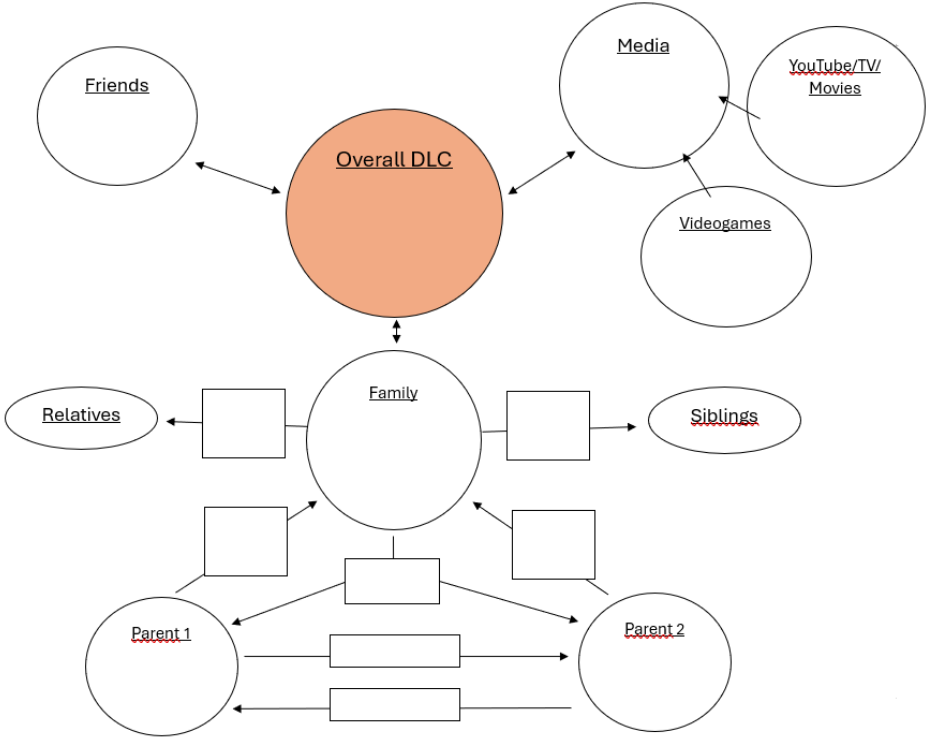 Media
YouTube/TV/
Movies
Friends
Overall DLC
Videogames
Family
Relatives
Siblings
Parent 1
Parent 2